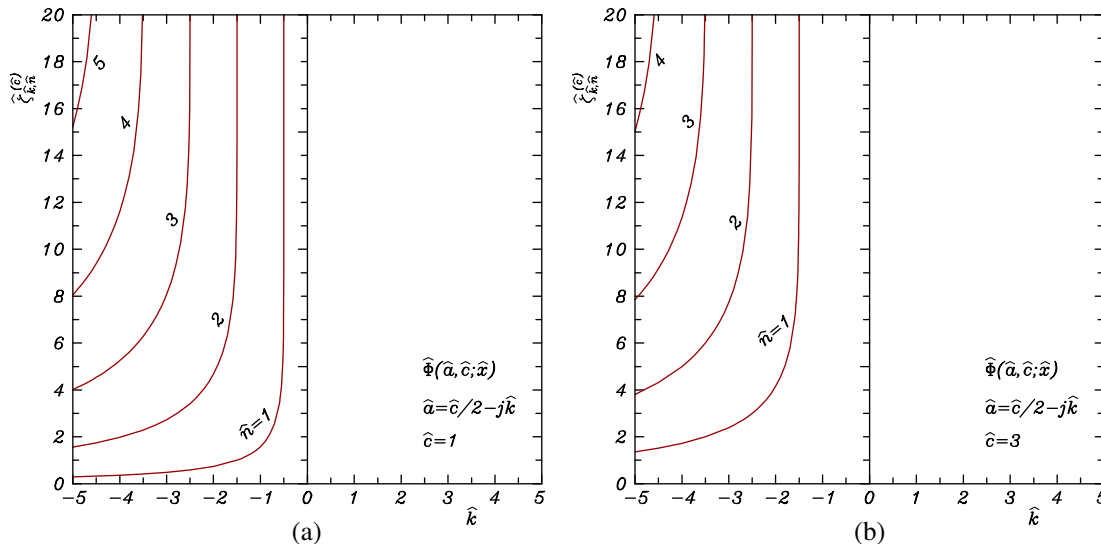 20
18
16
14
12
10
8
6
4
2
0
ζ̂^(ĉ)_k̂,n̂
5
4
3
2
n̂=1
Φ̂(â,ĉ;x̂)
â=ĉ/2−jk̂
ĉ=1
−5 −4 −3 −2 −1 0 1 2 3 4 5
k̂
(a)
20
18
16
14
12
10
8
6
4
2
0
ζ̂^(ĉ)_k̂,n̂
4
3
2
n̂=1
Φ̂(â,ĉ;x̂)
â=ĉ/2−jk̂
ĉ=3
−5 −4 −3 −2 −1 0 1 2 3 4 5
k̂
(b)